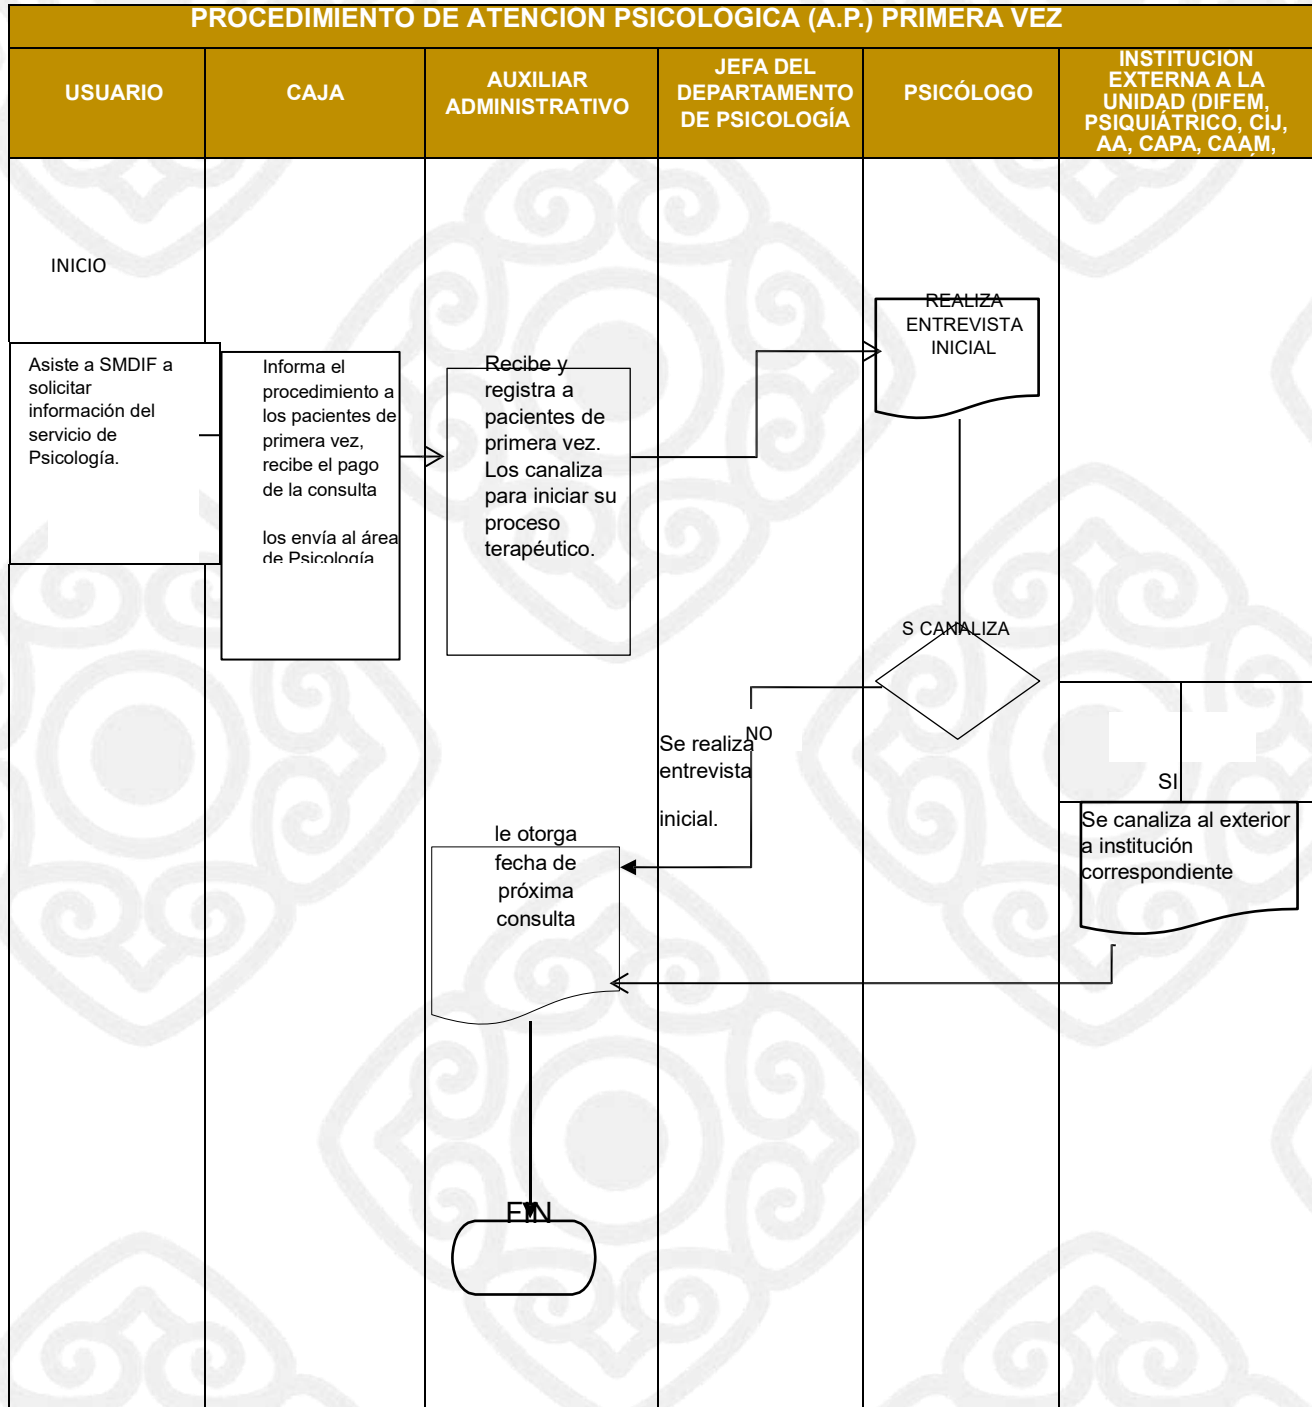 PROCEDIMIENTO DE ATENCION PSICOLOGICA (A.P.) PRIMERA VEZ
USUARIO
CAJA
AUXILIAR
ADMINISTRATIVO
JEFA DEL
DEPARTAMENTO
DE PSICOLOGÍA
PSICÓLOGO
INSTITUCION
EXTERNA A LA
UNIDAD (DIFEM,
PSIQUIÁTRICO, CIJ,
AA, CAPA, CAAM,
INICIO
Asiste a SMDIF a
solicitar
información del
servicio de
Psicología.
Informa el
procedimiento a
los pacientes de
primera vez,
recibe el pago
de la consulta
los envía al área
de Psicología
Recibe y
registra a
pacientes de
primera vez.
Los canaliza
para iniciar su
proceso
terapéutico.
REALIZA
ENTREVISTA
INICIAL
S CANALIZA
NO
Se realiza
entrevista
inicial.
SI
Se canaliza al exterior
a institución
correspondiente
le otorga
fecha de
próxima
consulta
FIN